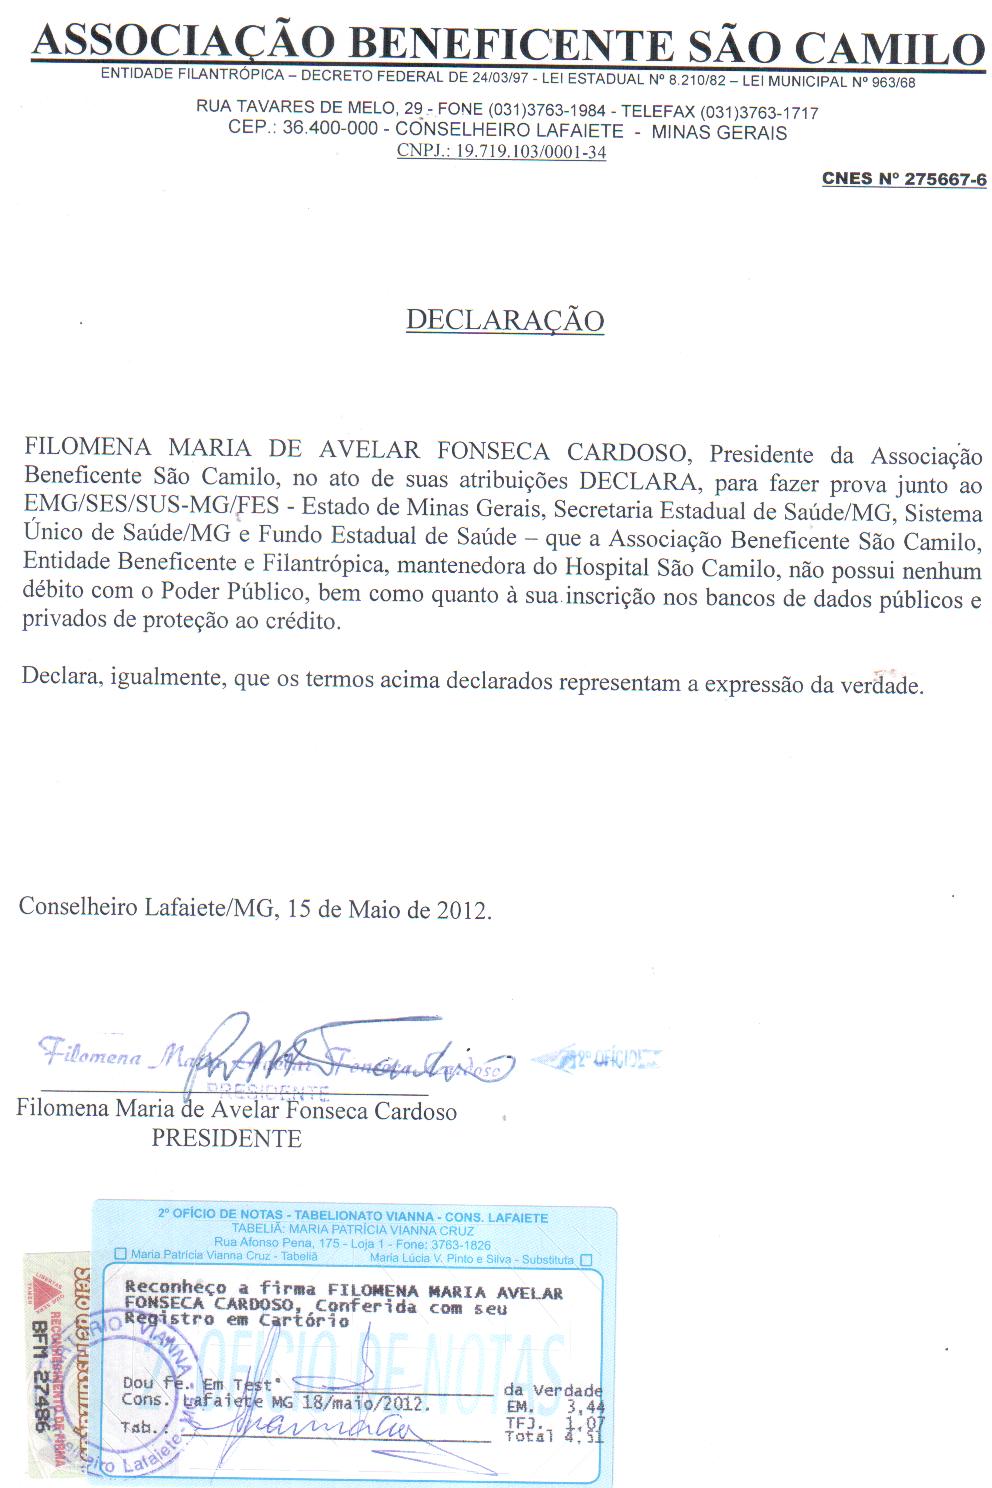 ASSOCIAÇÃO BENEFICENTE SÃO CAMILO
ENTIDADE FILANTRÓPICA – DECRETO FEDERAL DE 24/03/97 - LEI ESTADUAL Nº 8.210/82 – LEI MUNICIPAL Nº 963/68
RUA TAVARES DE MELO, 29 - FONE (031)3763-1984 - TELEFAX (031)3763-1717
CEP.: 36.400-000 - CONSELHEIRO LAFAIETE - MINAS GERAIS
CNPJ.: 19.719.103/0001-34
CNES Nº 275667-6
DECLARAÇÃO
FILOMENA MARIA DE AVELAR FONSECA CARDOSO, Presidente da Associação
Beneficente São Camilo, no ato de suas atribuições DECLARA, para fazer prova junto ao
EMG/SES/SUS-MG/FES - Estado de Minas Gerais, Secretaria Estadual de Saúde/MG, Sistema
Único de Saúde/MG e Fundo Estadual de Saúde – que a Associação Beneficente São Camilo,
Entidade Beneficente e Filantrópica, mantenedora do Hospital São Camilo, não possui nenhum
débito com o Poder Público, bem como quanto à sua inscrição nos bancos de dados públicos e
privados de proteção ao crédito.
Declara, igualmente, que os termos acima declarados representam a expressão da verdade.
Conselheiro Lafaiete/MG, 15 de Maio de 2012.
Filomena Maria Avelar Fonseca Cardoso
PRESIDENTE
2º OFÍCIO
Filomena Maria de Avelar Fonseca Cardoso
PRESIDENTE
2º OFÍCIO DE NOTAS - TABELIONATO VIANNA - CONS. LAFAIETE
TABELIÃ: MARIA PATRÍCIA VIANNA CRUZ
Rua Afonso Pena, 175 - Loja 1 - Fone: 3763-1826
Maria Patrícia Vianna Cruz - Tabeliã Maria Lúcia V. Pinto e Silva - Substituta
Reconheço a firma FILOMENA MARIA AVELAR
FONSECA CARDOSO, Conferida com seu
Registro em Cartório
2º OFÍCIO DE NOTAS
Dou fé. Em Testº da Verdade
Cons. Lafaiete MG 18/maio/2012. EM. 3,44
TFJ. 1,07
Tab.: Total 4,51
RECONHECIMENTO DE FIRMA
BFM 27486